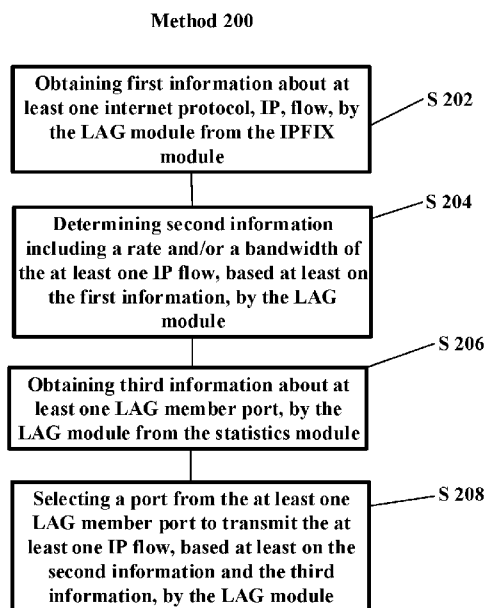 Method 200
Obtaining first information about at
least one internet protocol, IP, flow, by
the LAG module from the IPFIX
module
S 202
Determining second information
including a rate and/or a bandwidth of
the at least one IP flow, based at least on
the first information, by the LAG
module
S 204
Obtaining third information about at
least one LAG member port, by the
LAG module from the statistics module
S 206
Selecting a port from the at least one
LAG member port to transmit the at
least one IP flow, based at least on the
second information and the third
information, by the LAG module
S 208